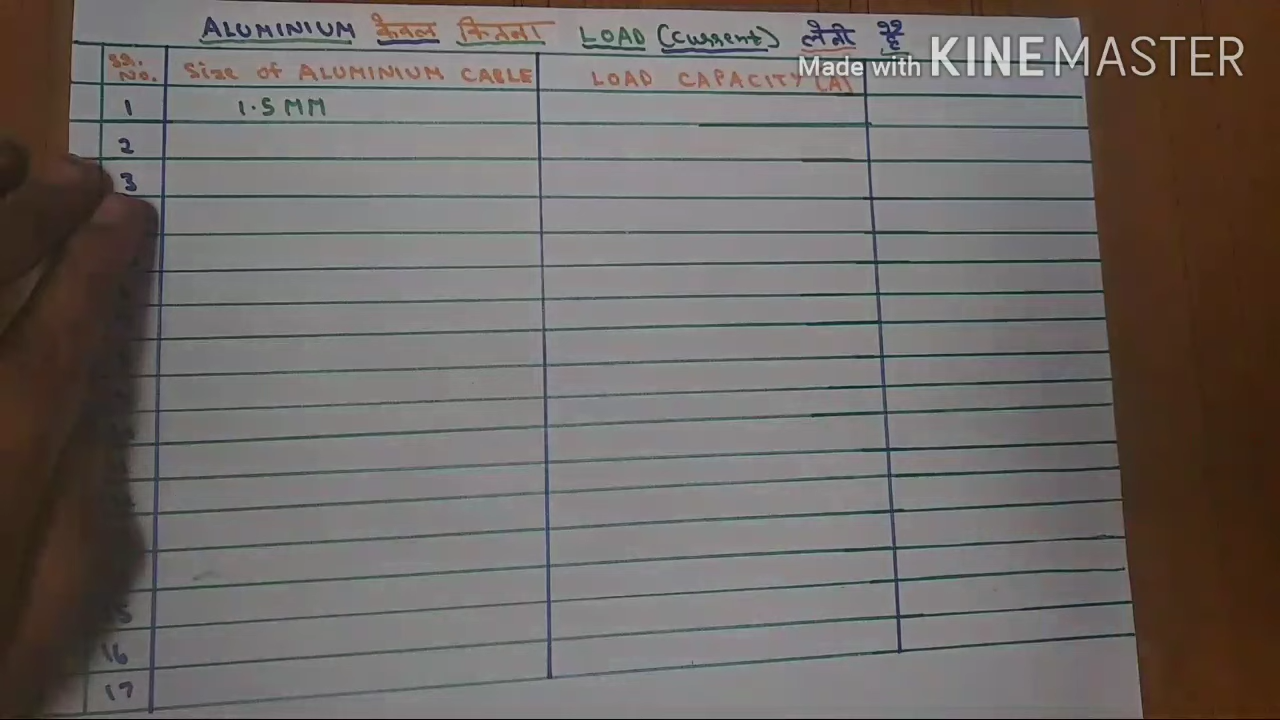 ALUMINIUM केबल कितना LOAD (Current) लेती है
Made with KINEMASTER
SR. NO. Size of ALUMINIUM CABLE LOAD CAPACITY (A)
1 1.5 MM
2
3
16
17